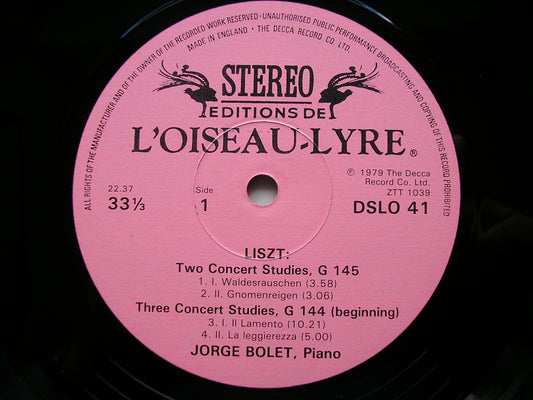 ALL RIGHTS OF THE MANUFACTURER AND OF THE OWNER OF THE RECORDED WORK RESERVED · UNAUTHORISED PUBLIC PERFORMANCE BROADCASTING AND COPYING OF THIS RECORD PROHIBITED
MADE IN ENGLAND · THE DECCA RECORD CO LTD.
STEREO
EDITIONS DE
L'OISEAU-LYRE®
℗ 1979 The Decca
Record Co. Ltd.
ZTT 1039
22.37
Side
33⅓
1
DSLO 41
LISZT:
Two Concert Studies, G 145
1. I. Waldesrauschen (3.58)
2. II. Gnomenreigen (3.06)
Three Concert Studies, G 144 (beginning)
3. I. Il Lamento (10.21)
4. II. La leggierezza (5.00)
JORGE BOLET, Piano